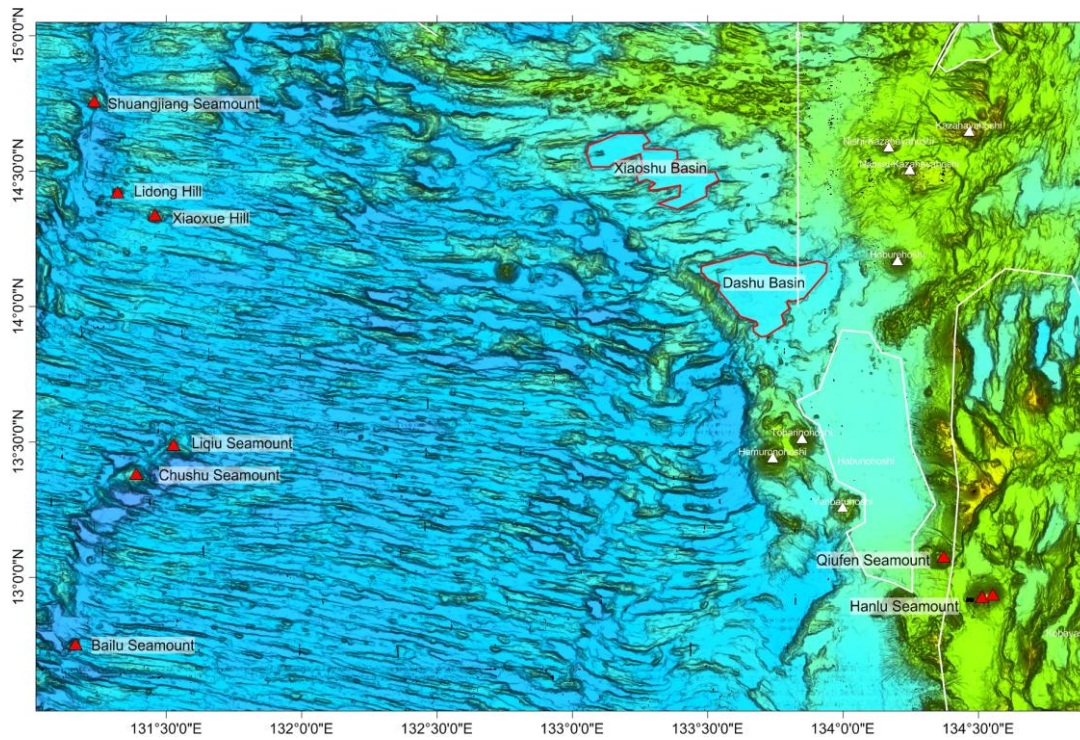 15°0'0"N
Shuangjiang Seamount
Kazahayanoshi
Lidong Hill
Xiaoshu Basin
14°30'0"N
Xiaoxue Hill
Dashu Basin
14°0'0"N
Liqiu Seamount
Hamuronohoshi
13°30'0"N
Chushu Seamount
Qiufen Seamount
13°0'0"N
Hanlu Seamount
Bailu Seamount
131°30'0"E
132°0'0"E
132°30'0"E
133°0'0"E
133°30'0"E
134°0'0"E
134°30'0"E